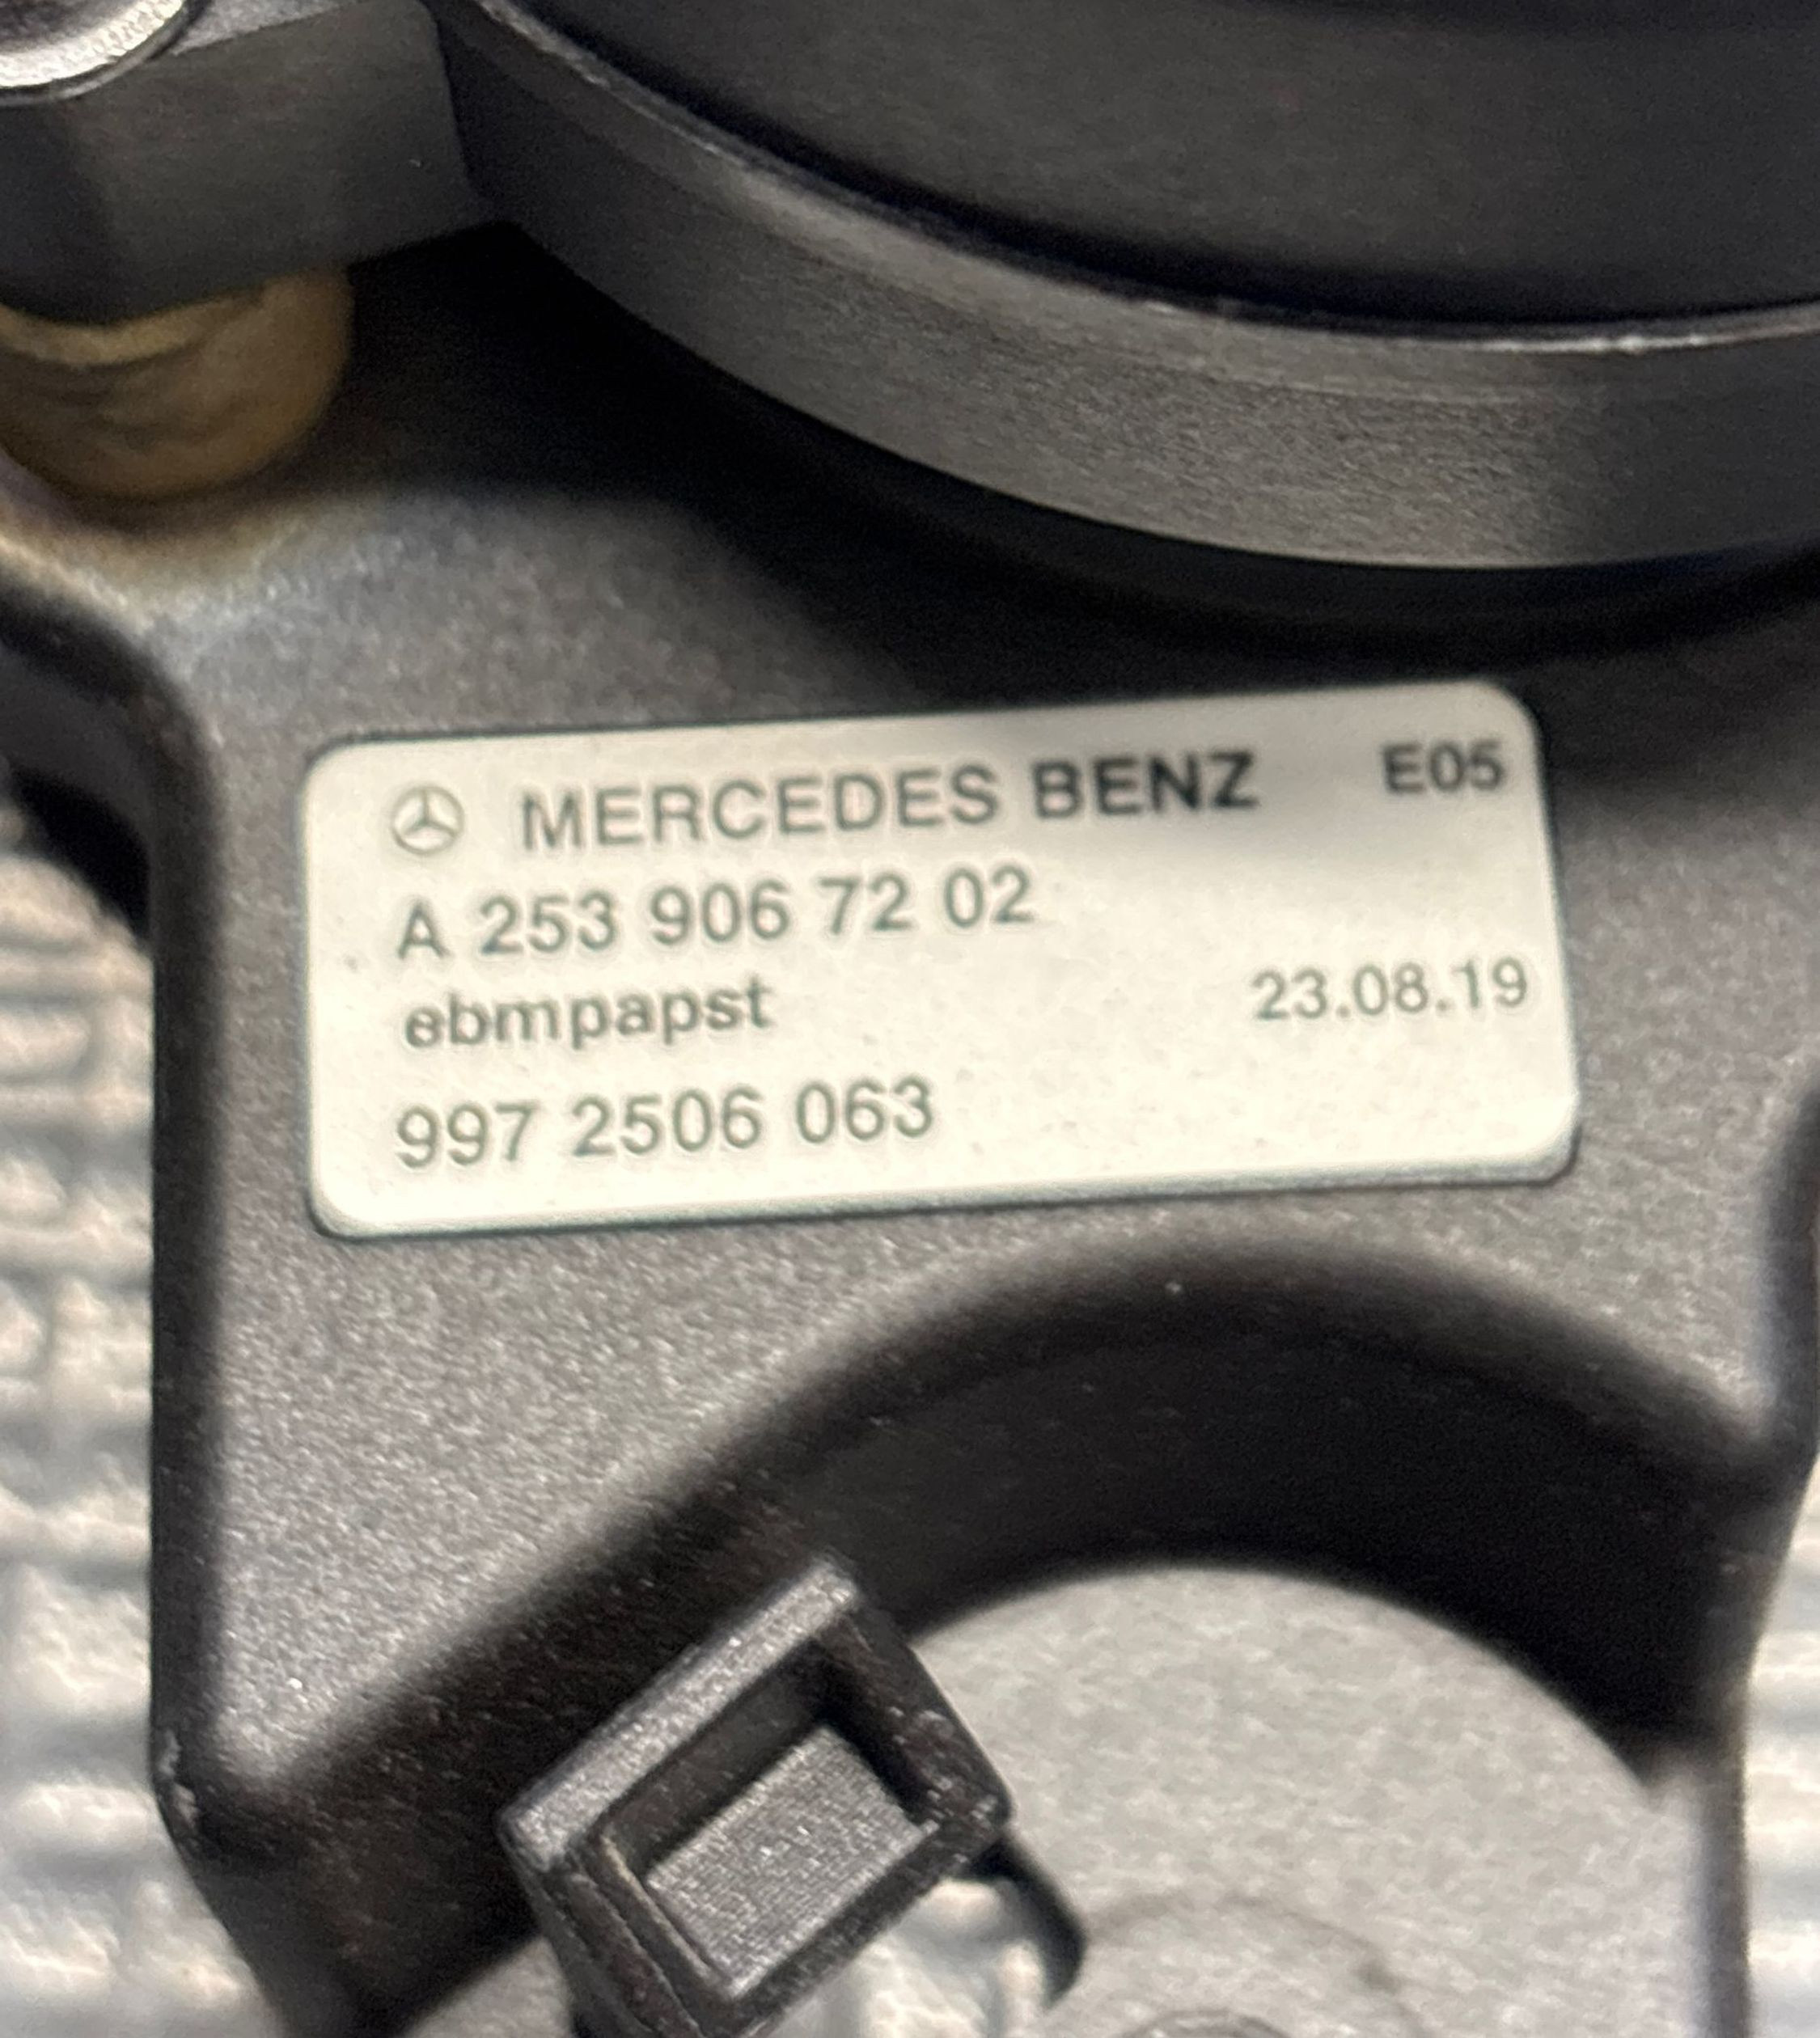 MERCEDES BENZ E05
A 253 906 72 02
ebmpapst 23.08.19
997 2506 063